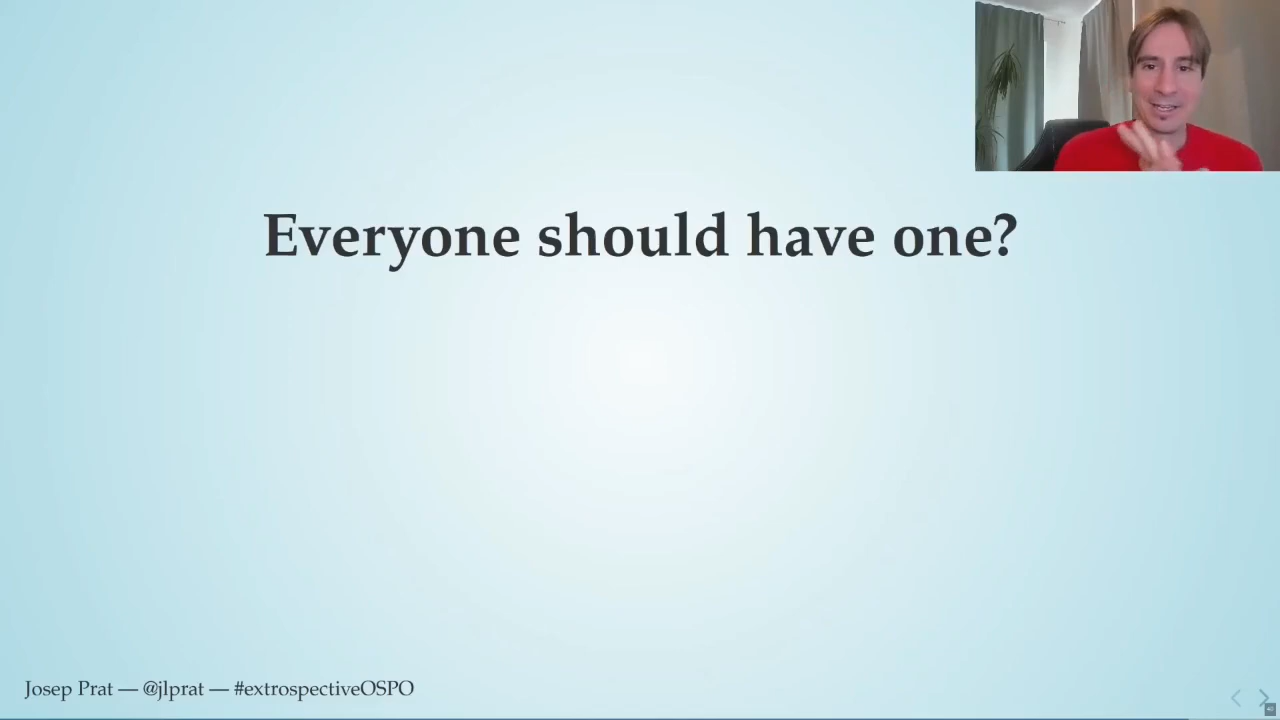 Everyone should have one?
Josep Prat — @jlprat — #extrospectiveOSPO